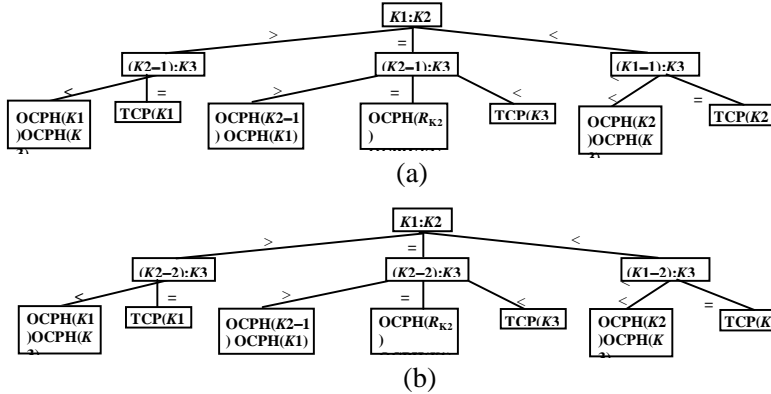 K1:K2
> = <
(K2−1):K3 (K2−1):K3 (K1−1):K3
< = > = < < < =
OCPH(K1 TCP(K1 OCPH(K2−1 OCPH(R_K2 TCP(K3 OCPH(K2 TCP(K2
)OCPH(K ) OCPH(K1) ) )OCPH(K
(a)
K1:K2
> = <
(K2−2):K3 (K2−2):K3 (K1−2):K3
< = > = < < < =
OCPH(K1 TCP(K1 OCPH(K2−1 OCPH(R_K2 TCP(K3 OCPH(K2 TCP(K
)OCPH(K ) OCPH(K1) ) )OCPH(K
(b)